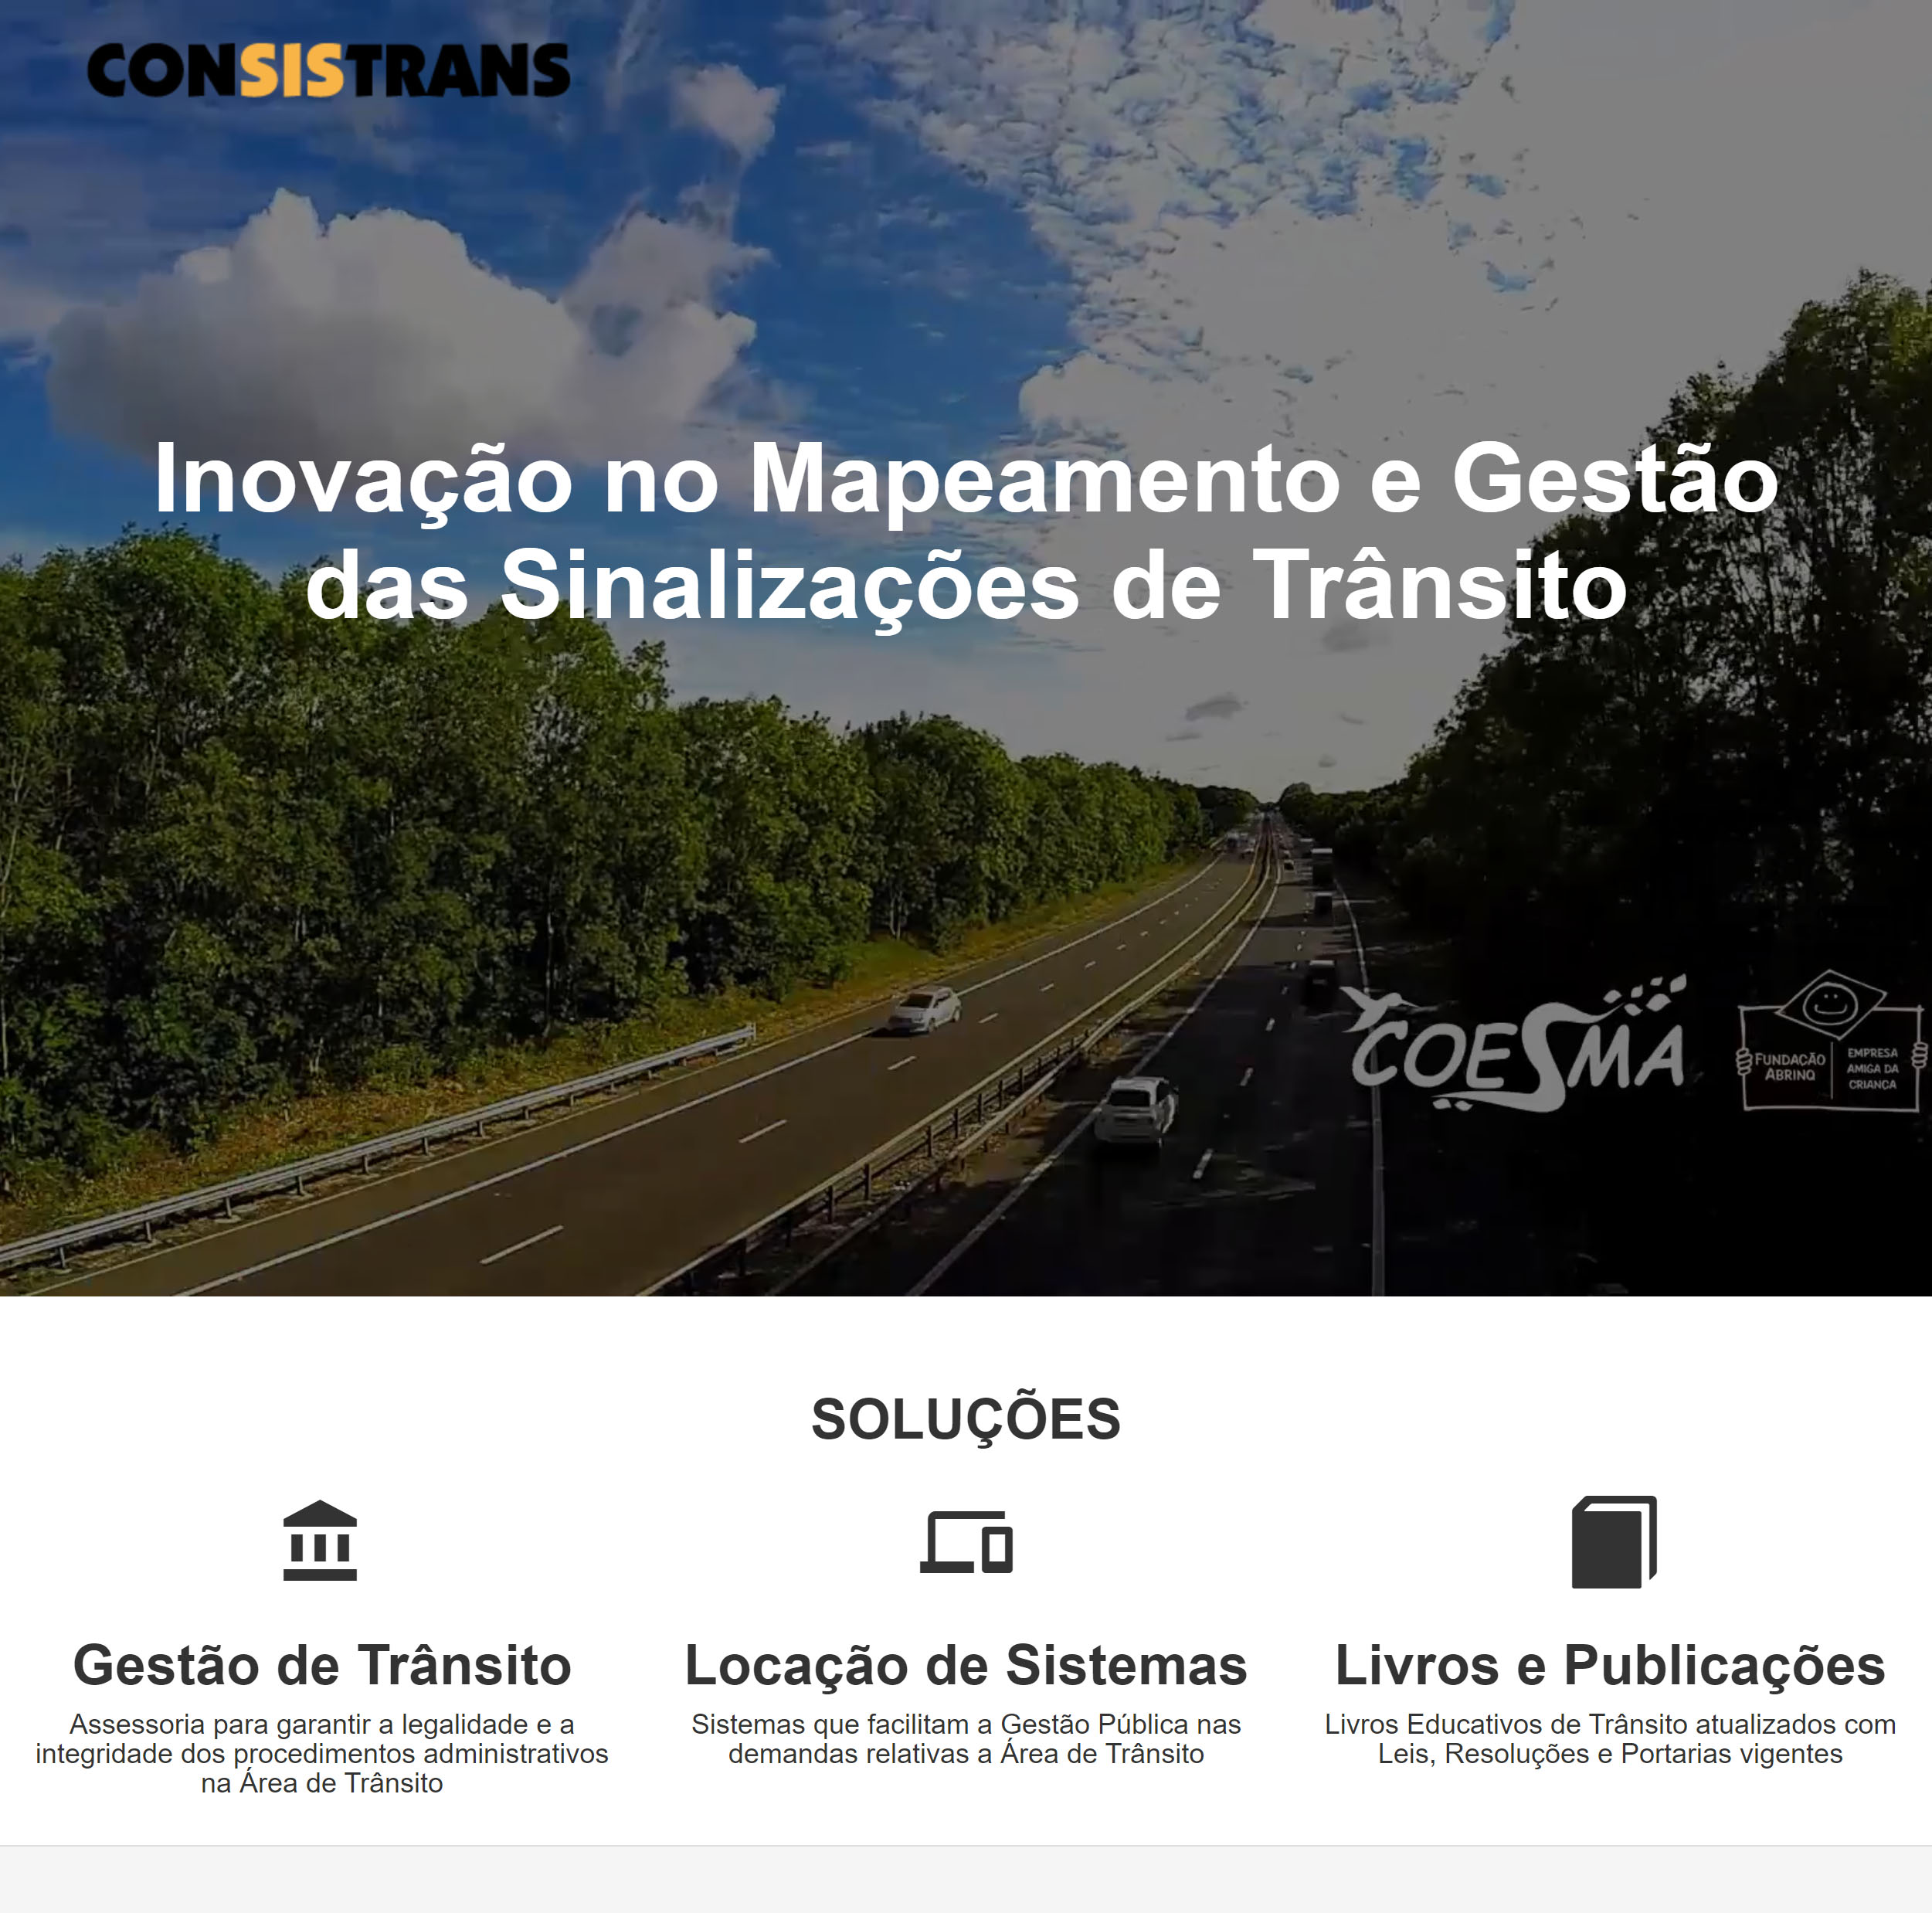 CONSISTRANS
Inovação no Mapeamento e Gestão
das Sinalizações de Trânsito
COESMA
FUNDAÇÃO
ABRINQ
EMPRESA
AMIGA DA
CRIANÇA
SOLUÇÕES
Gestão de Trânsito
Assessoria para garantir a legalidade e a
integridade dos procedimentos administrativos
na Área de Trânsito
Locação de Sistemas
Sistemas que facilitam a Gestão Pública nas
demandas relativas a Área de Trânsito
Livros e Publicações
Livros Educativos de Trânsito atualizados com
Leis, Resoluções e Portarias vigentes